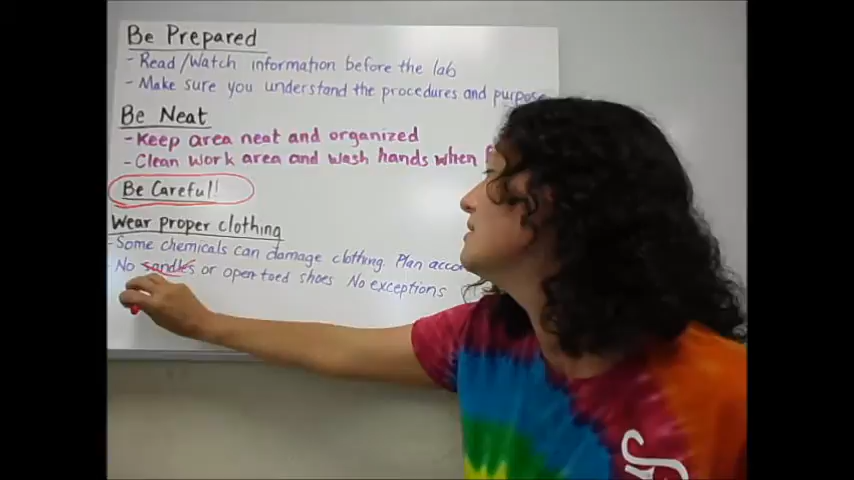 Be Prepared
- Read/Watch information before the lab
- Make sure you understand the procedures and purpose
Be Neat
- Keep area neat and organized
- Clean work area and wash hands when
Be Careful!
Wear proper clothing
- Some chemicals can damage clothing. Plan acco
- No sandles or open toed shoes No exceptions